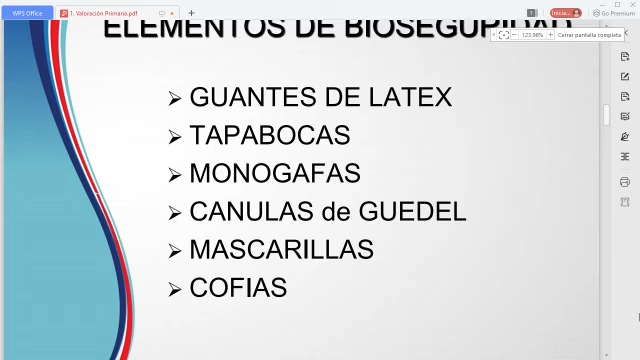 WPS Office
1. Valoración Primaria.pdf
Go Premium
123.96%
Cerrar pantalla completa
ELEMENTOS DE BIOSEGURIDAD
➢ GUANTES DE LATEX
➢ TAPABOCAS
➢ MONOGAFAS
➢ CANULAS de GUEDEL
➢ MASCARILLAS
➢ COFIAS